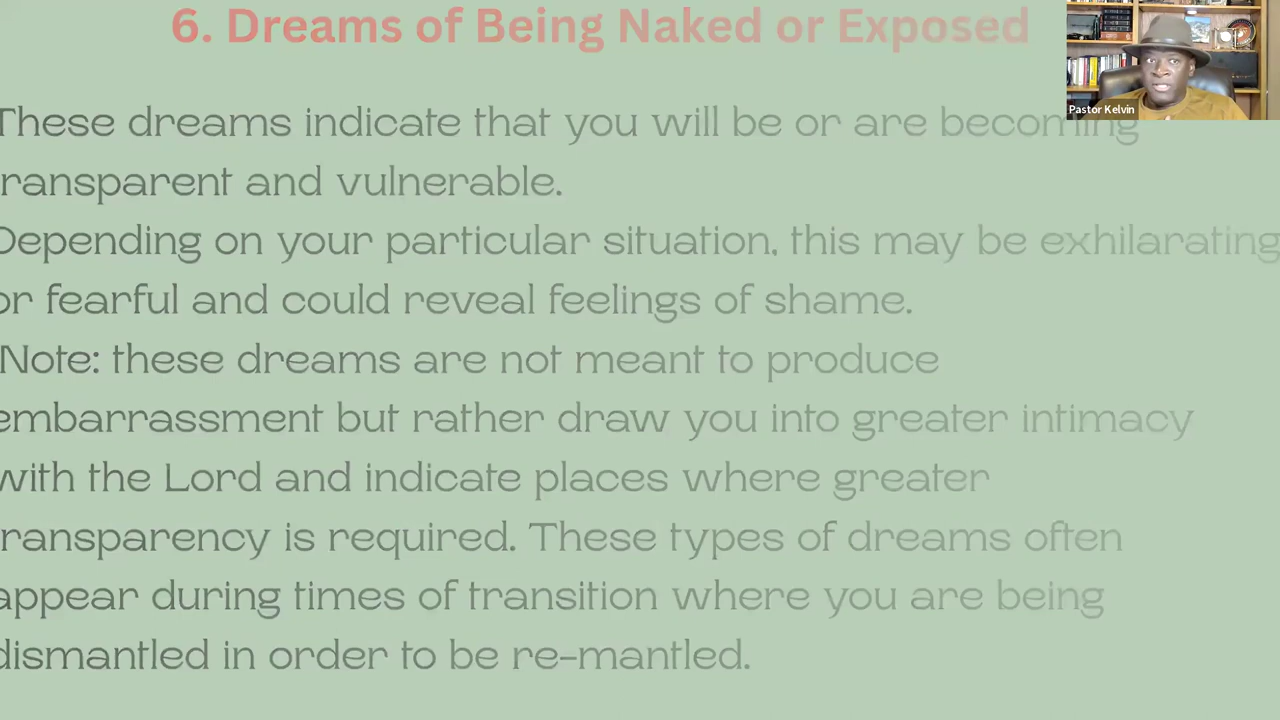 6. Dreams of Being Naked or Exposed
Pastor Kelvin
These dreams indicate that you will be or are becoming
transparent and vulnerable.
Depending on your particular situation, this may be exhilarating
or fearful and could reveal feelings of shame.
Note: these dreams are not meant to produce
embarrassment but rather draw you into greater intimacy
with the Lord and indicate places where greater
transparency is required. These types of dreams often
appear during times of transition where you are being
dismantled in order to be re-mantled.